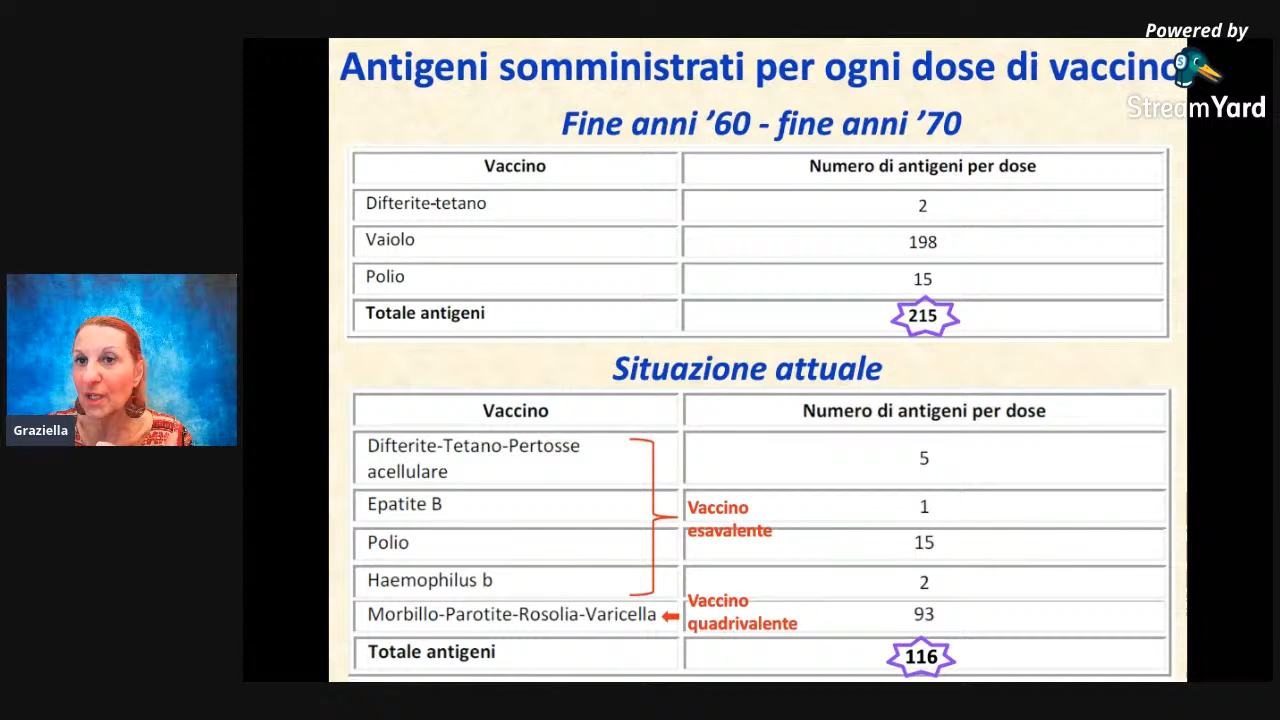 Powered by
StreamYard
Antigeni somministrati per ogni dose di vaccino
Fine anni ’60 - fine anni ’70
Vaccino Numero di antigeni per dose
Difterite-tetano 2
Vaiolo 198
Polio 15
Totale antigeni 215
Situazione attuale
Vaccino Numero di antigeni per dose
Difterite-Tetano-Pertosse
acellulare 5
Epatite B 1
Vaccino
esavalente
Polio 15
Haemophilus b 2
Vaccino
quadrivalente
Morbillo-Parotite-Rosolia-Varicella 93
Totale antigeni 116
Graziella